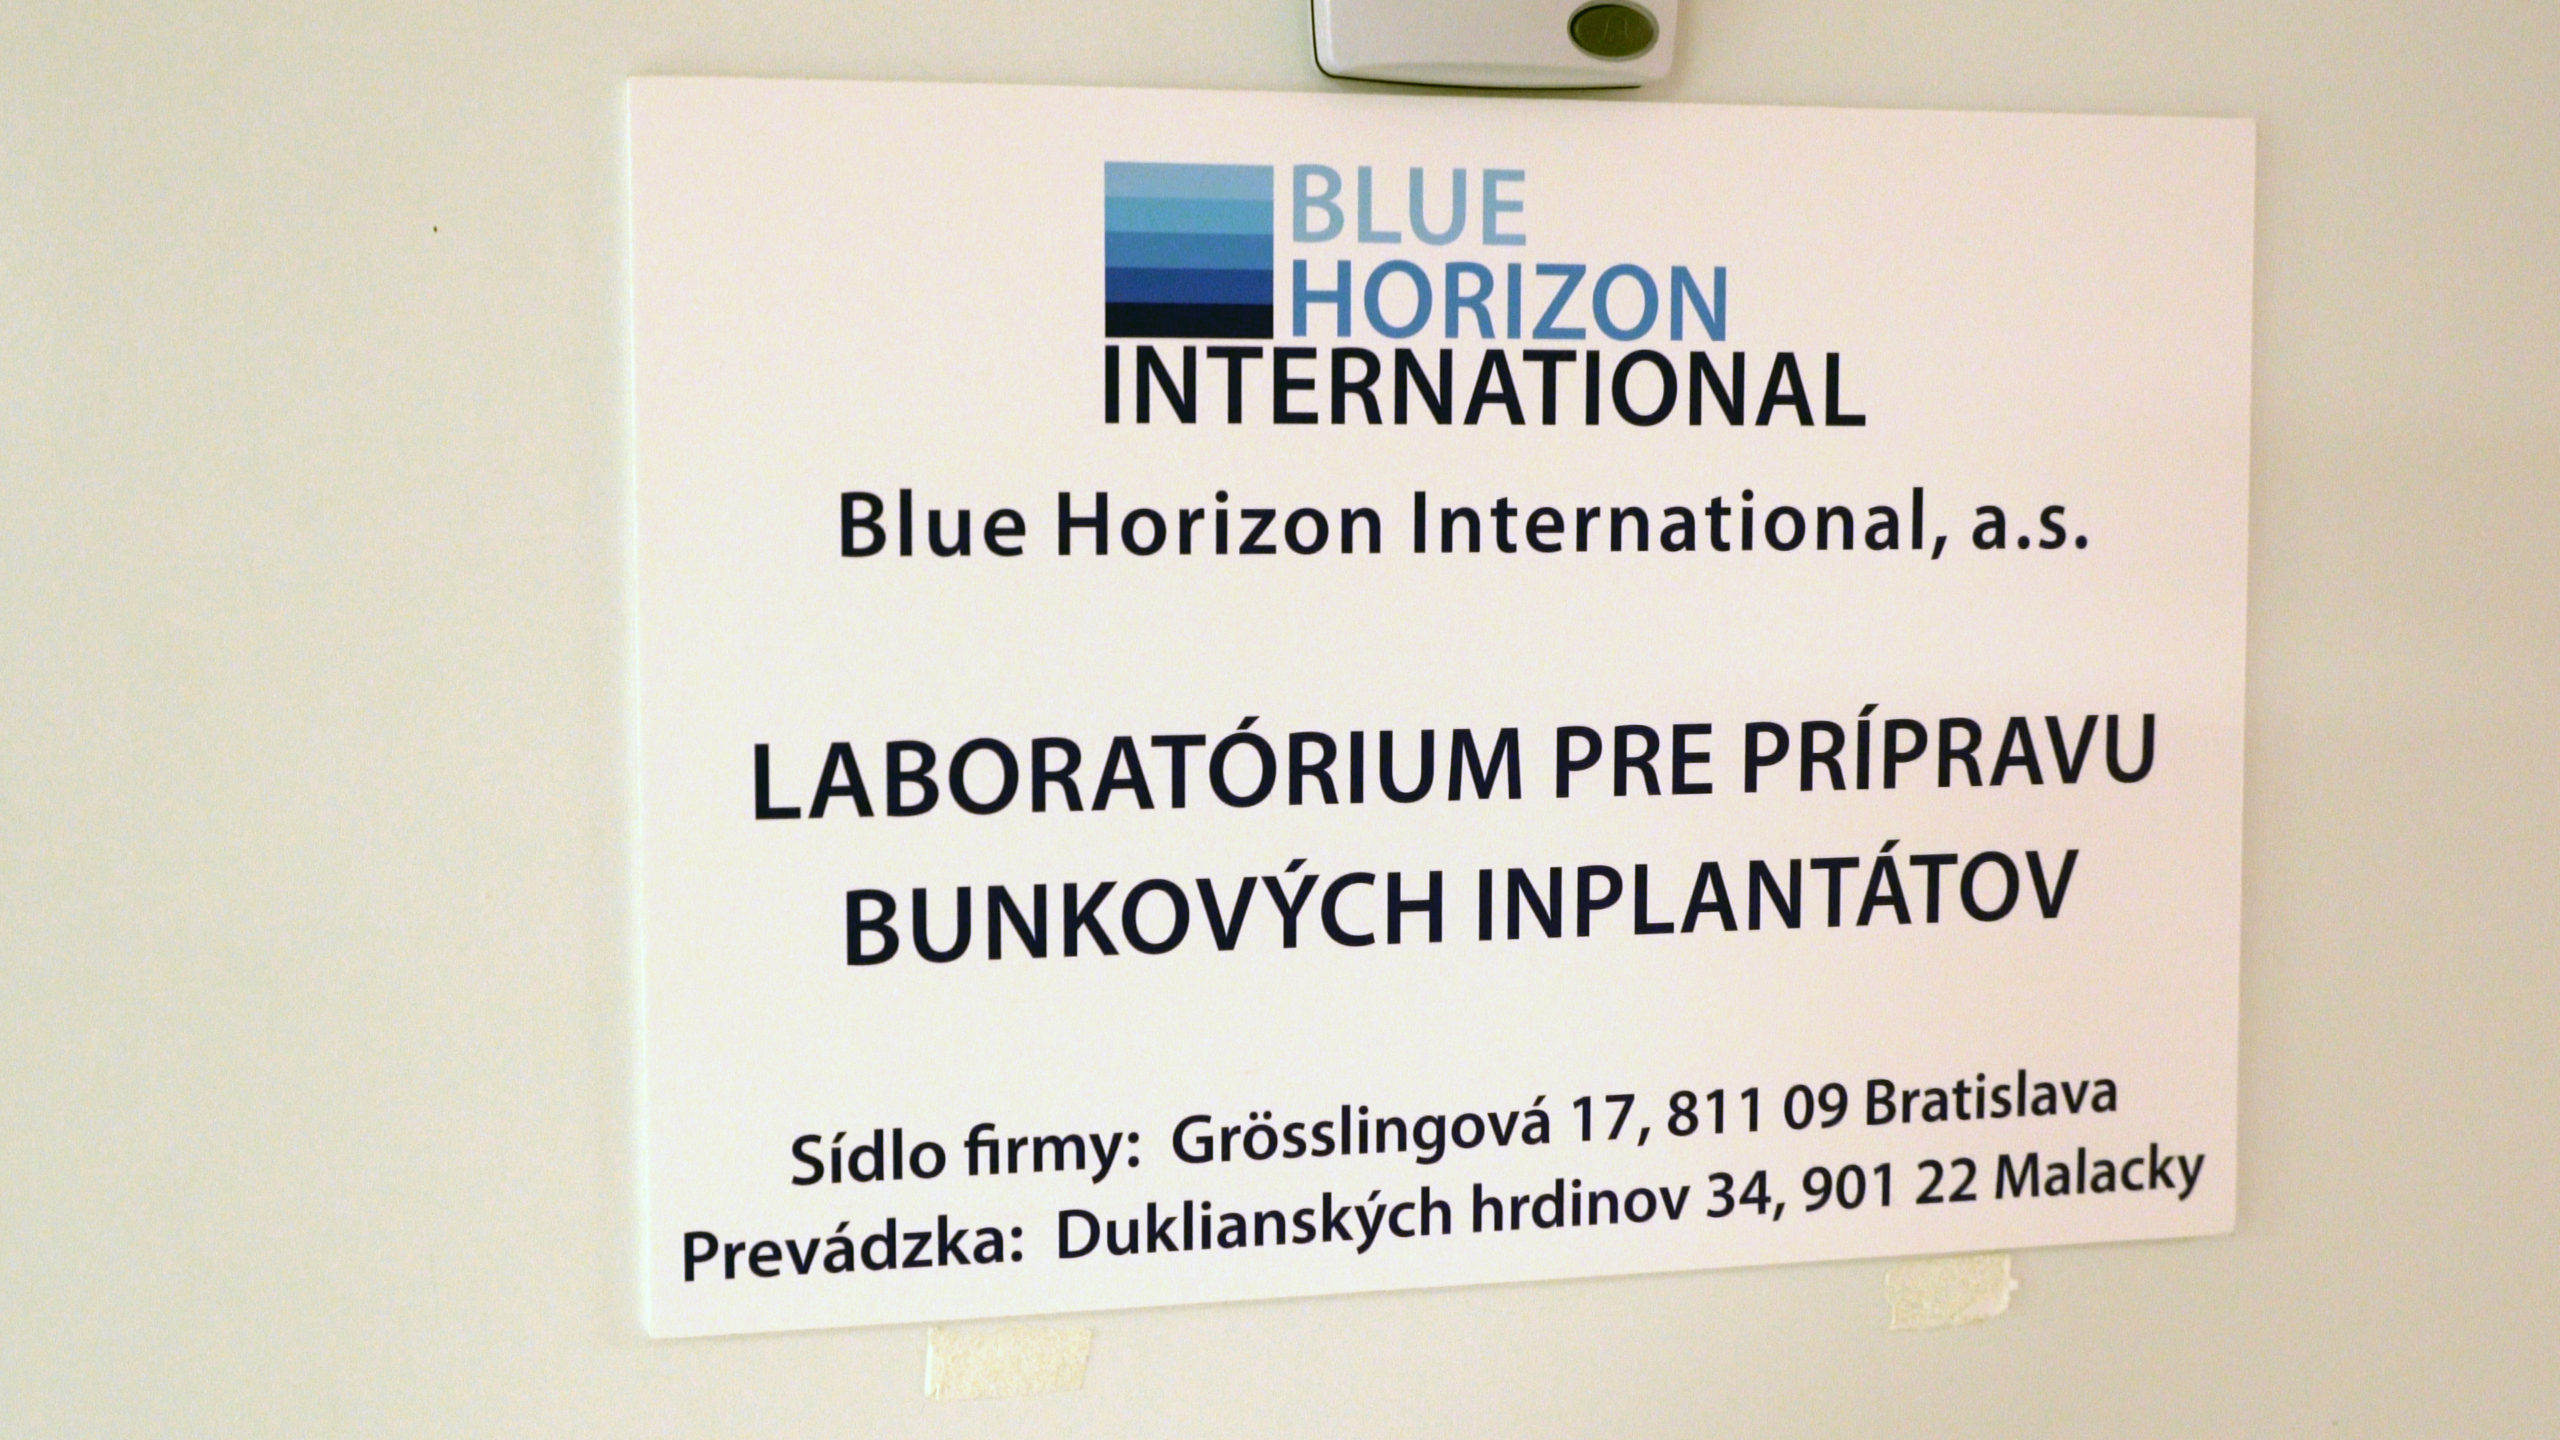 BLUE
HORIZON
INTERNATIONAL
Blue Horizon International, a.s.
LABORATÓRIUM PRE PRÍPRAVU
BUNKOVÝCH INPLANTÁTOV
Sídlo firmy: Grösslingová 17, 811 09 Bratislava
Prevádzka: Duklianských hrdinov 34, 901 22 Malacky